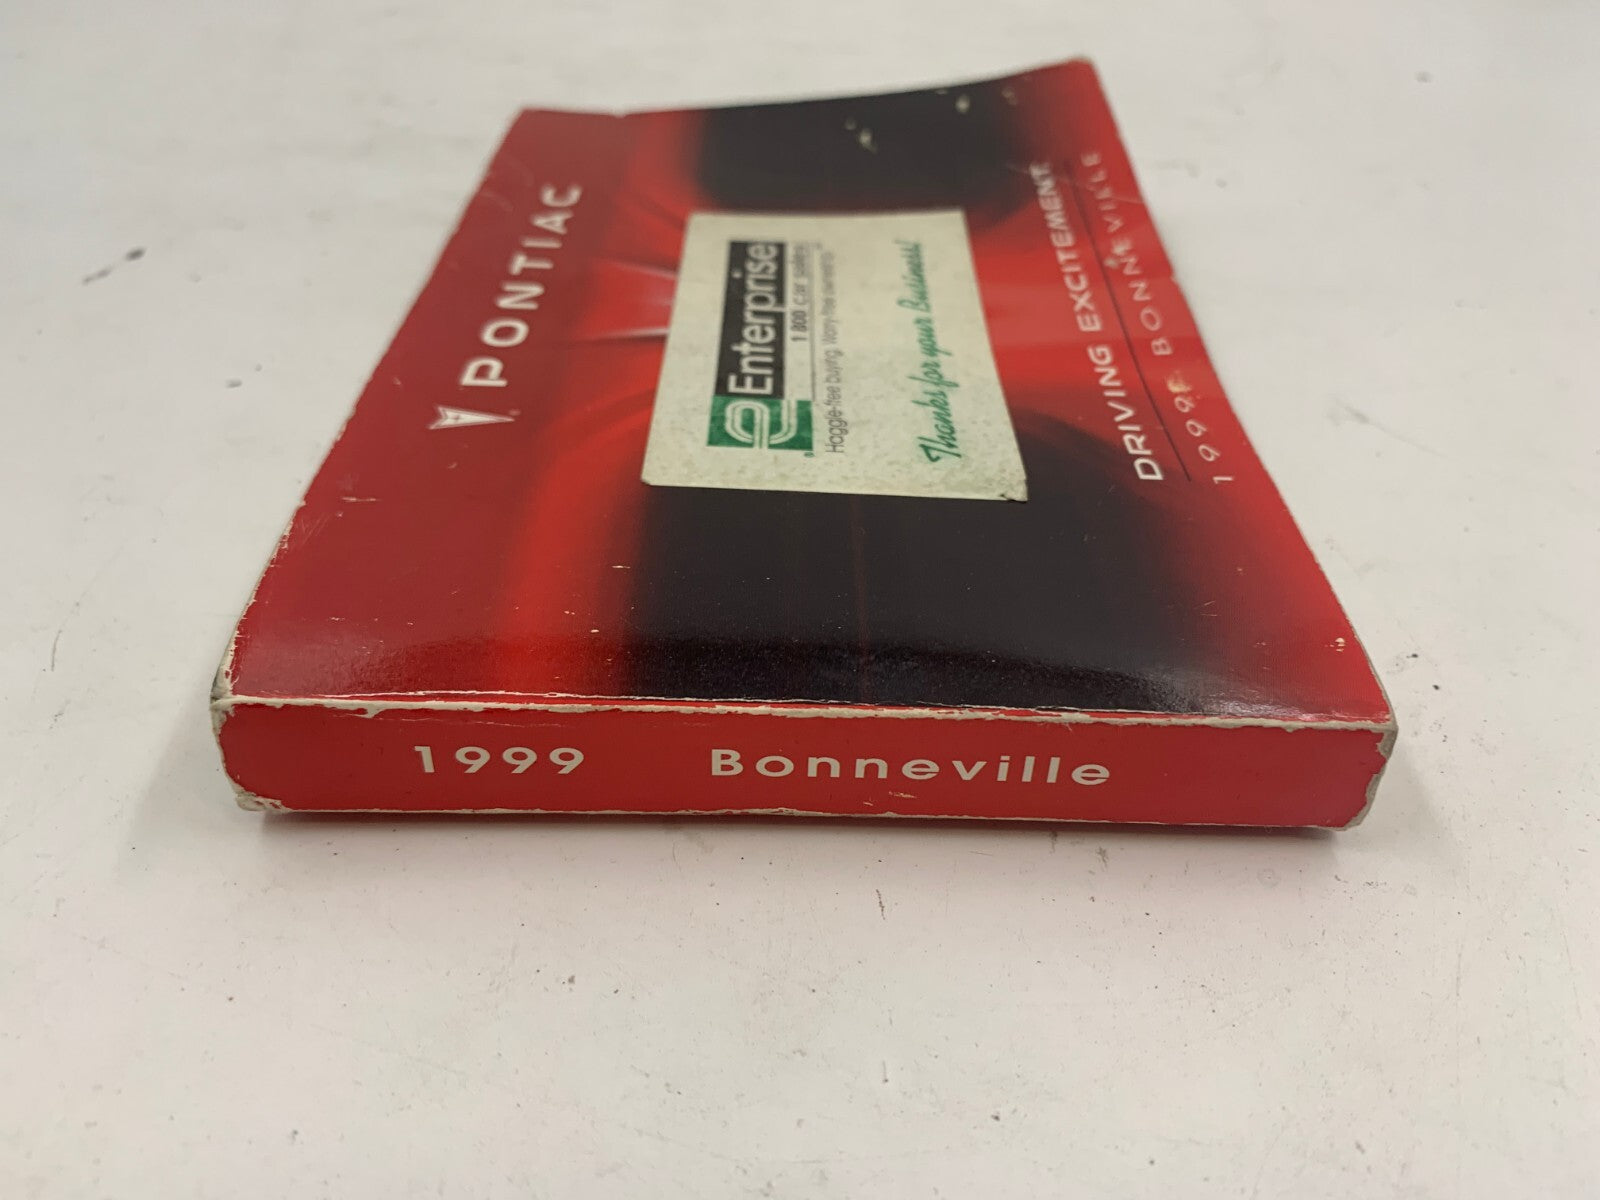 PONTIAC
Enterprise
1 800 car sales
Haggle-free buying. Worry-free ownership.
Thanks for your Business!
DRIVING EXCITEMENT
1999 BONNEVILLE
1999 Bonneville